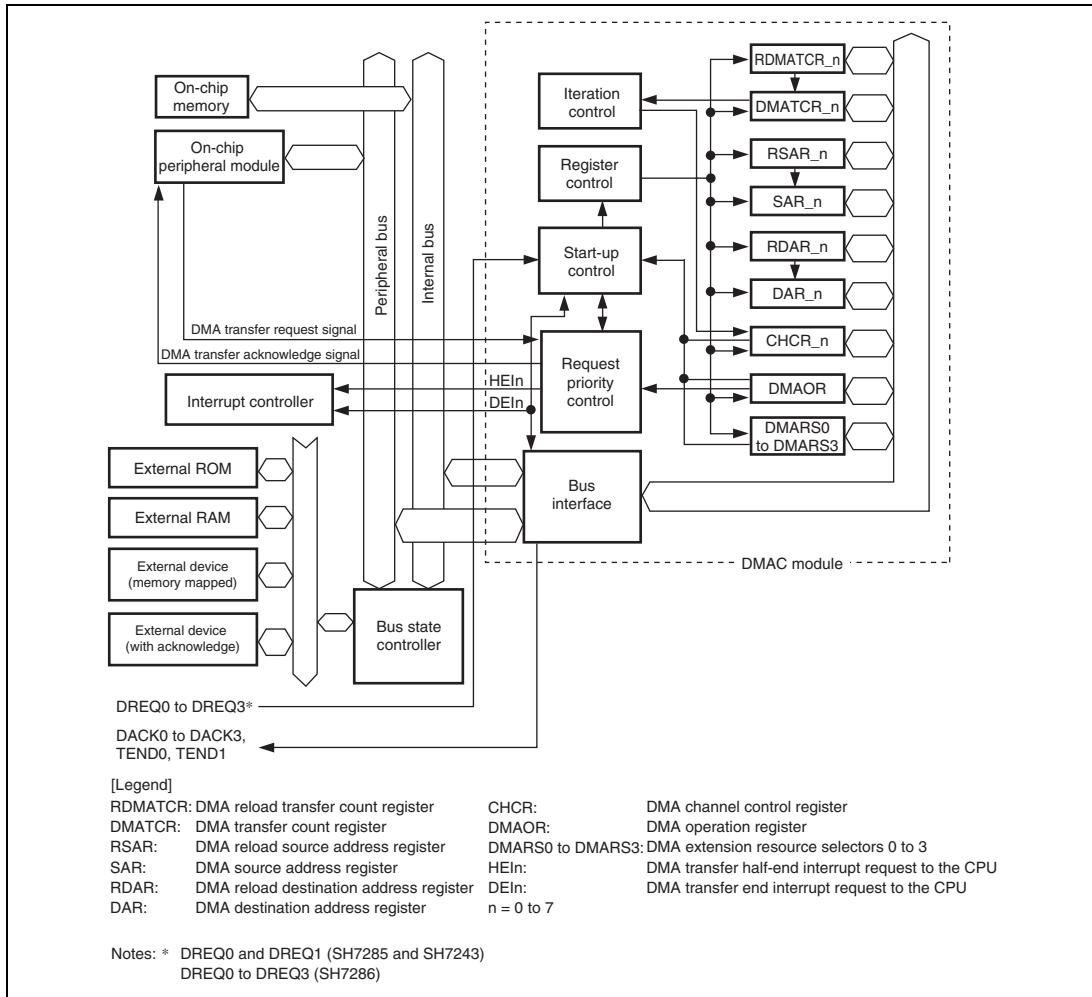 On-chip
memory
On-chip
peripheral module
Peripheral bus
Internal bus
DMA transfer request signal
DMA transfer acknowledge signal
HEIn
DEIn
Interrupt controller
External ROM
External RAM
External device
(memory mapped)
External device
(with acknowledge)
Bus state
controller
Iteration
control
Register
control
Start-up
control
Request
priority
control
Bus
interface
RDMATCR_n
DMATCR_n
RSAR_n
SAR_n
RDAR_n
DAR_n
CHCR_n
DMAOR
DMARS0
to DMARS3
DMAC module
DREQ0 to DREQ3*
DACK0 to DACK3,
TEND0, TEND1
[Legend]
RDMATCR: DMA reload transfer count register
DMATCR: DMA transfer count register
RSAR: DMA reload source address register
SAR: DMA source address register
RDAR: DMA reload destination address register
DAR: DMA destination address register
CHCR: DMA channel control register
DMAOR: DMA operation register
DMARS0 to DMARS3: DMA extension resource selectors 0 to 3
HEIn: DMA transfer half-end interrupt request to the CPU
DEIn: DMA transfer end interrupt request to the CPU
n = 0 to 7
Notes: * DREQ0 and DREQ1 (SH7285 and SH7243)
DREQ0 to DREQ3 (SH7286)